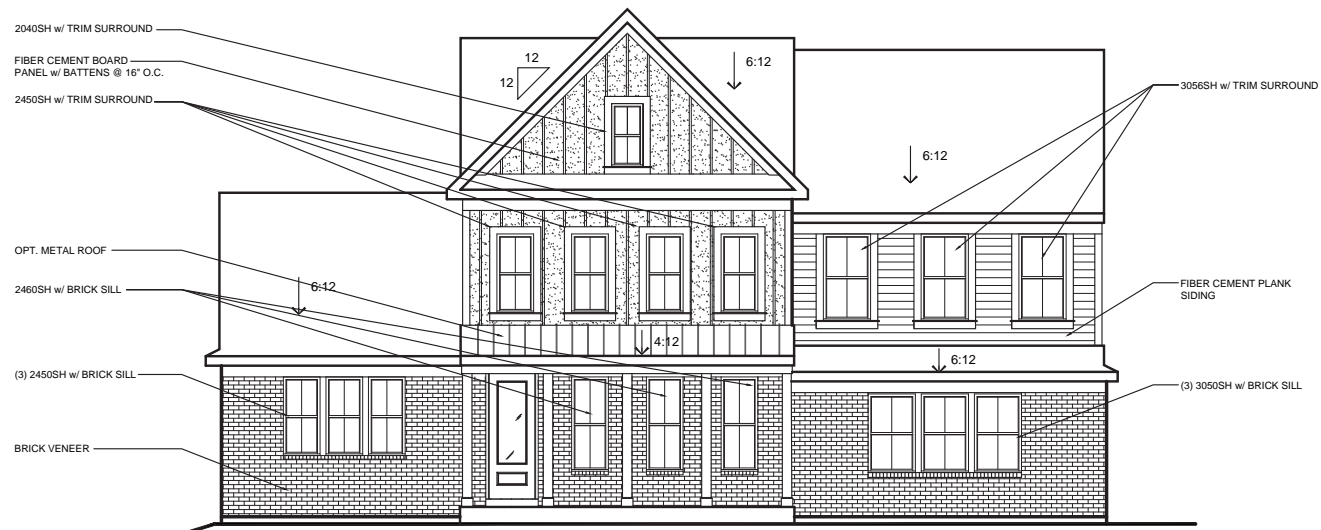 2040SH w/ TRIM SURROUND
FIBER CEMENT BOARD
PANEL w/ BATTENS @ 16" O.C.
2450SH w/ TRIM SURROUND
OPT. METAL ROOF
2460SH w/ BRICK SILL
(3) 2450SH w/ BRICK SILL
BRICK VENEER
12
12
6:12
6:12
6:12
4:12
6:12
3056SH w/ TRIM SURROUND
FIBER CEMENT PLANK
SIDING
(3) 3050SH w/ BRICK SILL